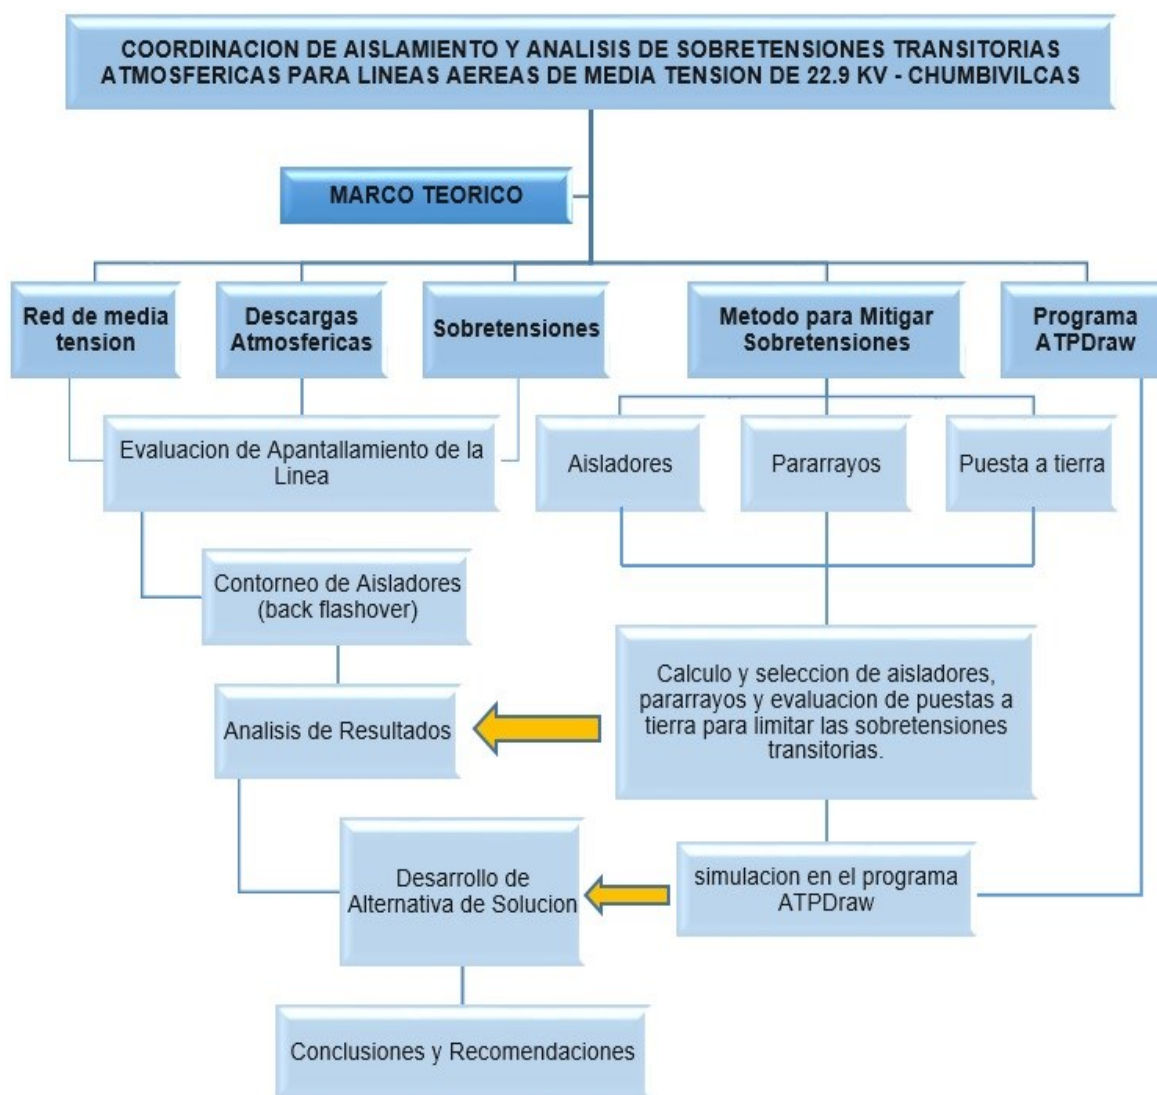 COORDINACION DE AISLAMIENTO Y ANALISIS DE SOBRETENSIONES TRANSITORIAS
ATMOSFERICAS PARA LINEAS AEREAS DE MEDIA TENSION DE 22.9 KV - CHUMBIVILCAS
MARCO TEORICO
Red de media
tension
Descargas
Atmosfericas
Sobretensiones
Metodo para Mitigar
Sobretensiones
Programa
ATPDraw
Evaluacion de Apantallamiento de la
Linea
Aisladores
Pararrayos
Puesta a tierra
Contorneo de Aisladores
(back flashover)
Calculo y seleccion de aisladores,
pararrayos y evaluacion de puestas a
tierra para limitar las sobretensiones
transitorias.
Analisis de Resultados
Desarrollo de
Alternativa de Solucion
simulacion en el programa
ATPDraw
Conclusiones y Recomendaciones